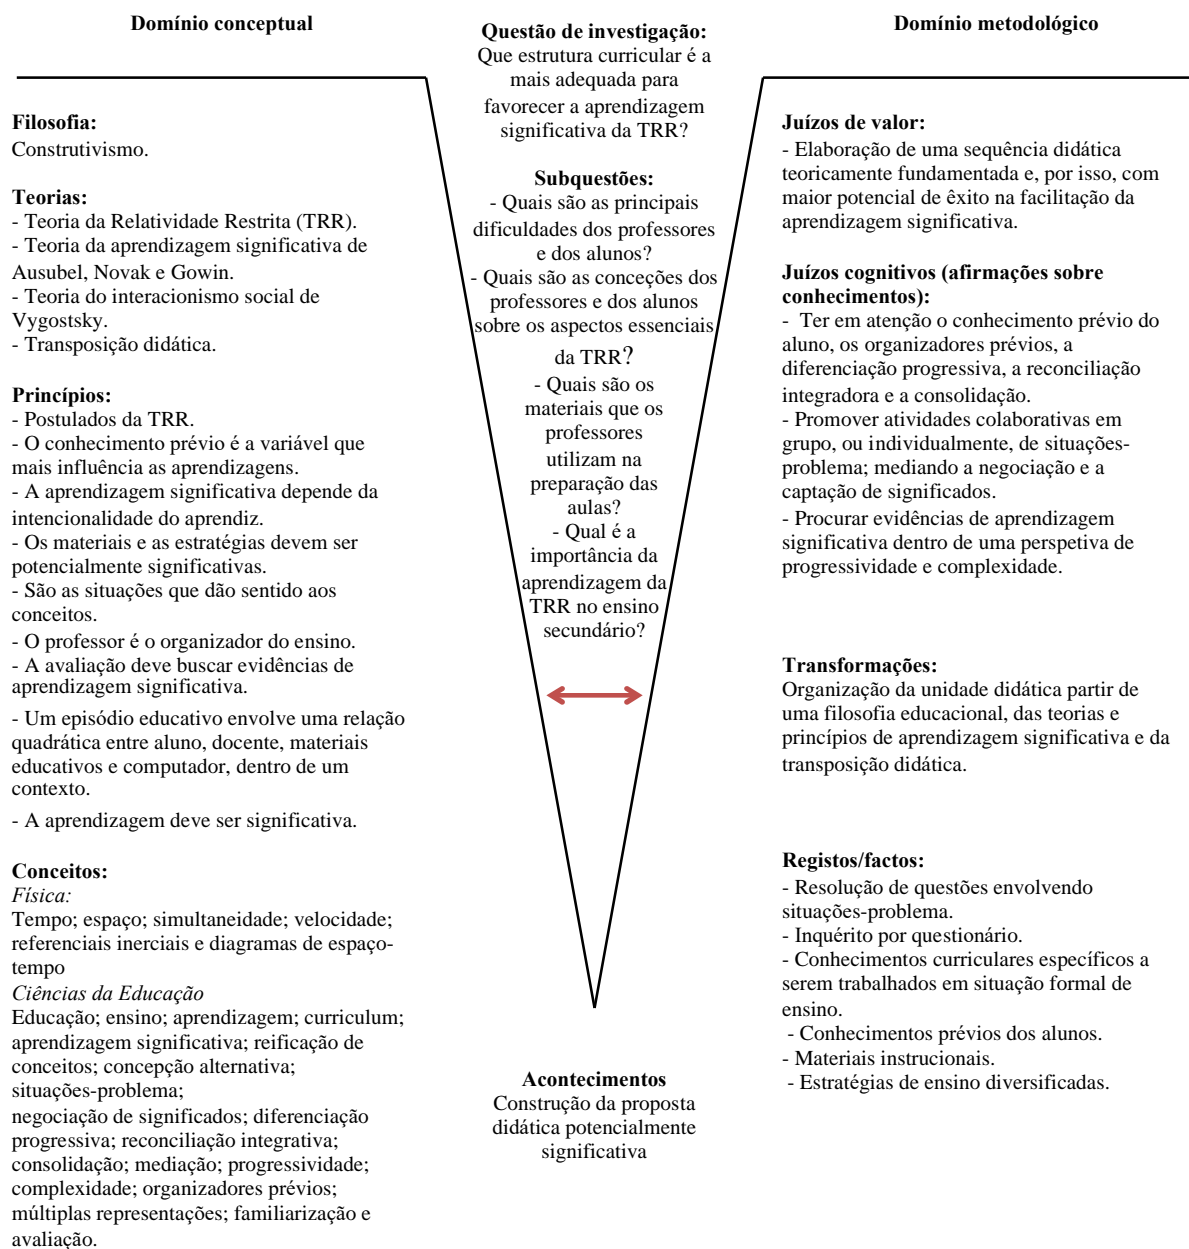 Domínio conceptual
Filosofia:
Construtivismo.
Teorias:
- Teoria da Relatividade Restrita (TRR).
- Teoria da aprendizagem significativa de
Ausubel, Novak e Gowin.
- Teoria do interacionismo social de
Vygostsky.
- Transposição didática.
Princípios:
- Postulados da TRR.
- O conhecimento prévio é a variável que
mais influência as aprendizagens.
- A aprendizagem significativa depende da
intencionalidade do aprendiz.
- Os materiais e as estratégias devem ser
potencialmente significativas.
- São as situações que dão sentido aos
conceitos.
- O professor é o organizador do ensino.
- A avaliação deve buscar evidências de
aprendizagem significativa.
- Um episódio educativo envolve uma relação
quadrática entre aluno, docente, materiais
educativos e computador, dentro de um
contexto.
- A aprendizagem deve ser significativa.
Conceitos:
Física:
Tempo; espaço; simultaneidade; velocidade;
referenciais inerciais e diagramas de espaço-
tempo
Ciências da Educação
Educação; ensino; aprendizagem; curriculum;
aprendizagem significativa; reificação de
conceitos; concepção alternativa;
situações-problema;
negociação de significados; diferenciação
progressiva; reconciliação integrativa;
consolidação; mediação; progressividade;
complexidade; organizadores prévios;
múltiplas representações; familiarização e
avaliação.
Questão de investigação:
Que estrutura curricular é a
mais adequada para
favorecer a aprendizagem
significativa da TRR?
Subquestões:
- Quais são as principais
dificuldades dos professores
e dos alunos?
- Quais são as conceções dos
professores e dos alunos
sobre os aspectos essenciais
da TRR?
- Quais são os
materiais que os
professores
utilizam na
preparação das
aulas?
- Qual é a
importância da
aprendizagem da
TRR no ensino
secundário?
Acontecimentos
Construção da proposta
didática potencialmente
significativa
Domínio metodológico
Juízos de valor:
- Elaboração de uma sequência didática
teoricamente fundamentada e, por isso, com
maior potencial de êxito na facilitação da
aprendizagem significativa.
Juízos cognitivos (afirmações sobre
conhecimentos):
- Ter em atenção o conhecimento prévio do
aluno, os organizadores prévios, a
diferenciação progressiva, a reconciliação
integradora e a consolidação.
- Promover atividades colaborativas em
grupo, ou individualmente, de situações-
problema; mediando a negociação e a
captação de significados.
- Procurar evidências de aprendizagem
significativa dentro de uma perspetiva de
progressividade e complexidade.
Transformações:
Organização da unidade didática partir de
uma filosofia educacional, das teorias e
princípios de aprendizagem significativa e da
transposição didática.
Registos/factos:
- Resolução de questões envolvendo
situações-problema.
- Inquérito por questionário.
- Conhecimentos curriculares específicos a
serem trabalhados em situação formal de
ensino.
- Conhecimentos prévios dos alunos.
- Materiais instrucionais.
- Estratégias de ensino diversificadas.